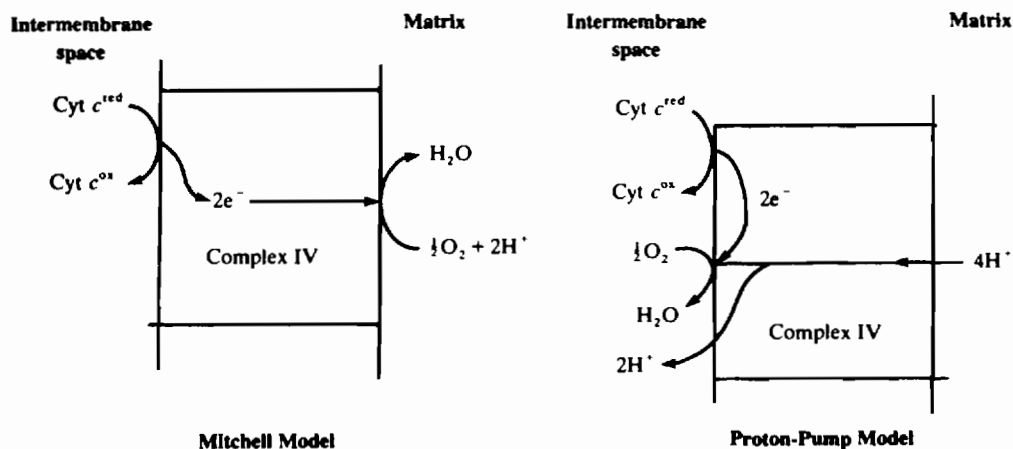 Intermembrane
space
Matrix
Cyt c^red
Cyt c^ox
2e⁻
H₂O
½O₂ + 2H⁺
Complex IV
Mitchell Model
Intermembrane
space
Matrix
Cyt c^red
Cyt c^ox
2e⁻
½O₂
4H⁺
H₂O
Complex IV
2H⁺
Proton-Pump Model